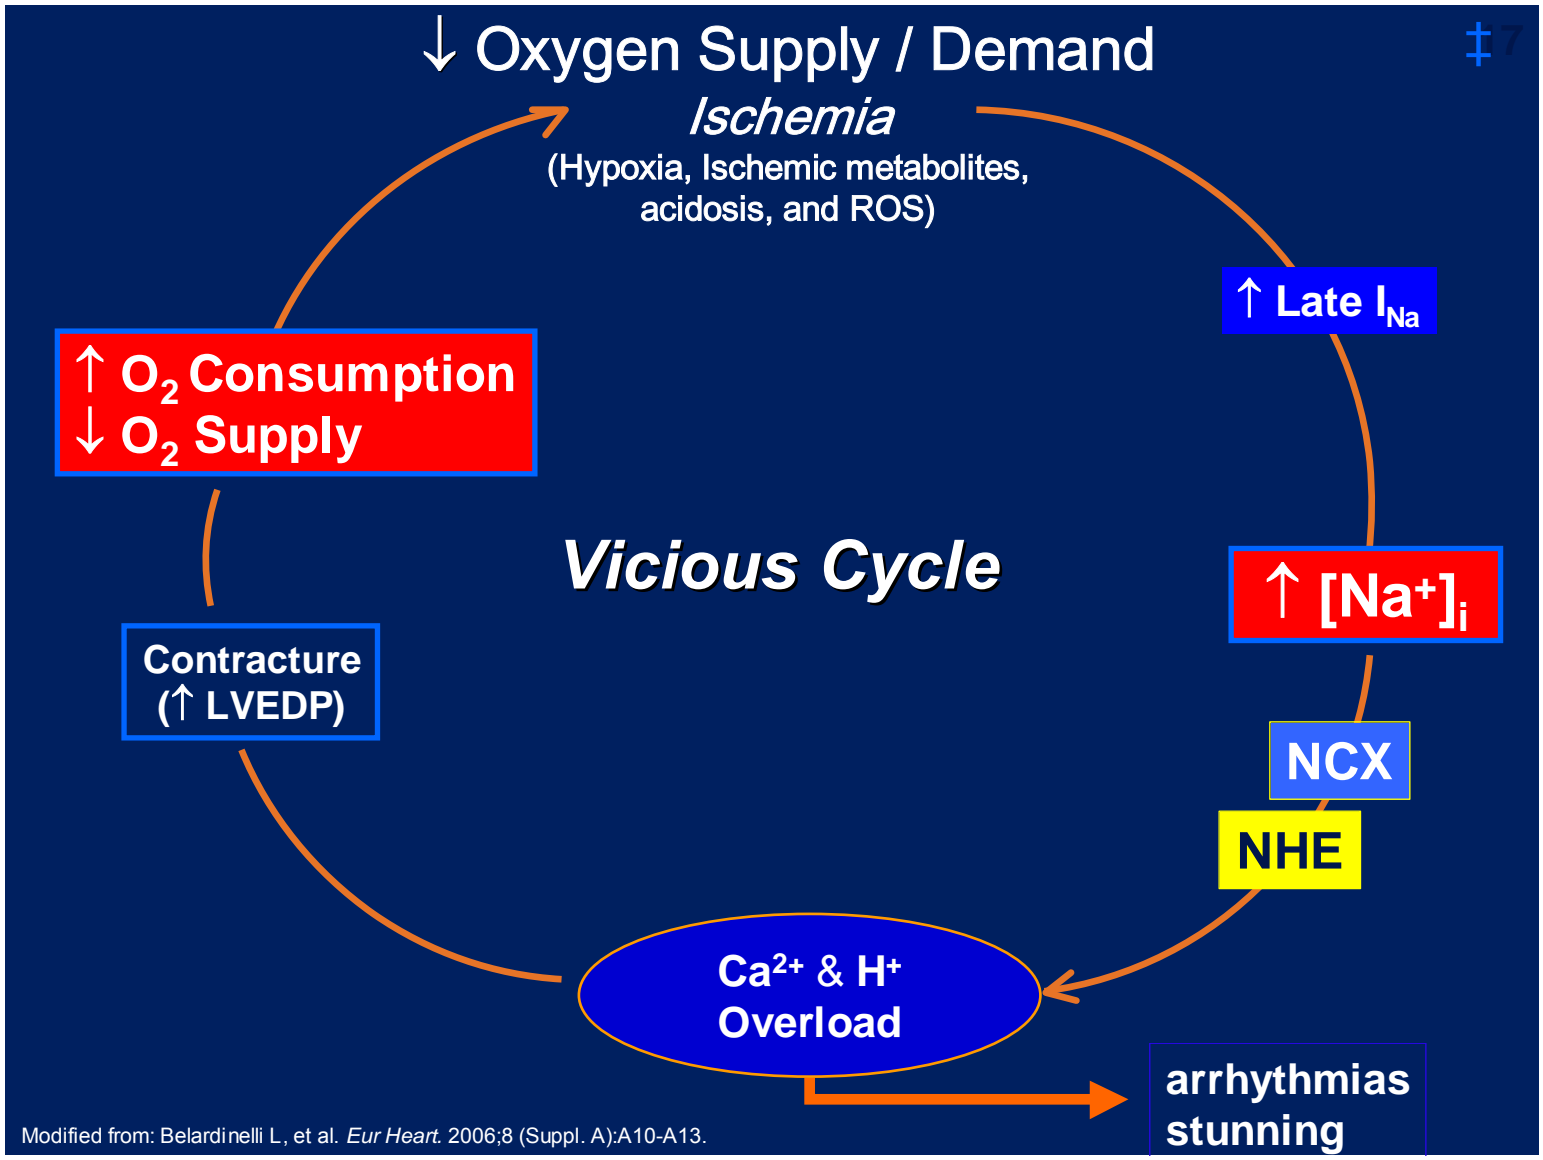 ↓ Oxygen Supply / Demand
Ischemia
(Hypoxia, Ischemic metabolites,
acidosis, and ROS)
‡
↑ Late I_Na
↑ O₂ Consumption
↓ O₂ Supply
Vicious Cycle
↑ [Na⁺]ᵢ
Contracture
(↑ LVEDP)
NCX
NHE
Ca²⁺ & H⁺
Overload
arrhythmias
stunning
Modified from: Belardinelli L, et al. Eur Heart. 2006;8 (Suppl. A):A10-A13.